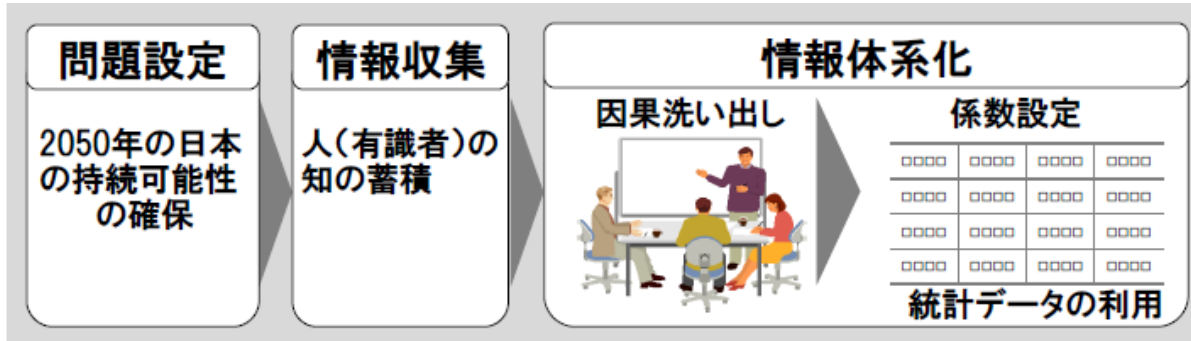 問題設定
2050年の日本
の持続可能性
の確保
情報収集
人(有識者)の
知の蓄積
情報体系化
因果洗い出し
係数設定
□□□□ □□□□ □□□□ □□□□
□□□□ □□□□ □□□□ □□□□
□□□□ □□□□ □□□□ □□□□
□□□□ □□□□ □□□□ □□□□
統計データの利用